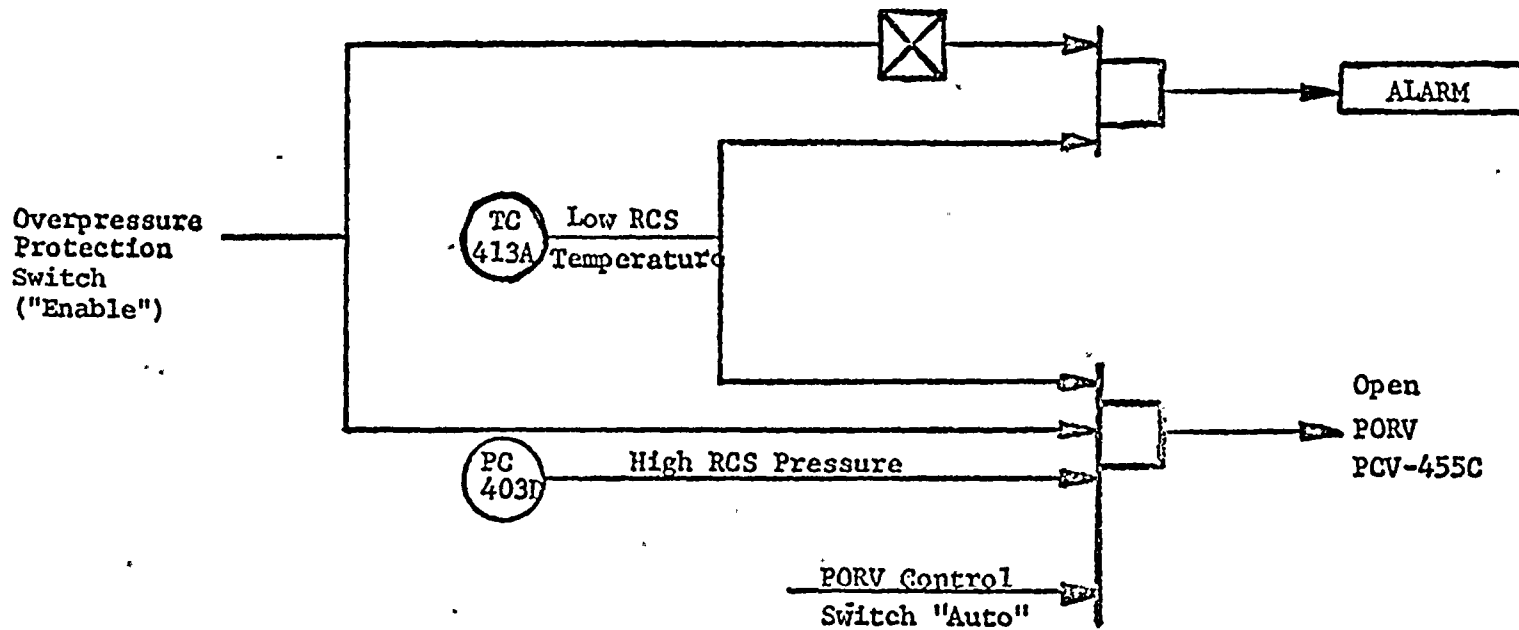 ALARM
Overpressure
Protection
Switch
("Enable")
TC
413A
Low RCS
Temperature
PC
403D
High RCS Pressure
Open
PORV
PCV-455C
PORV Control
Switch "Auto"